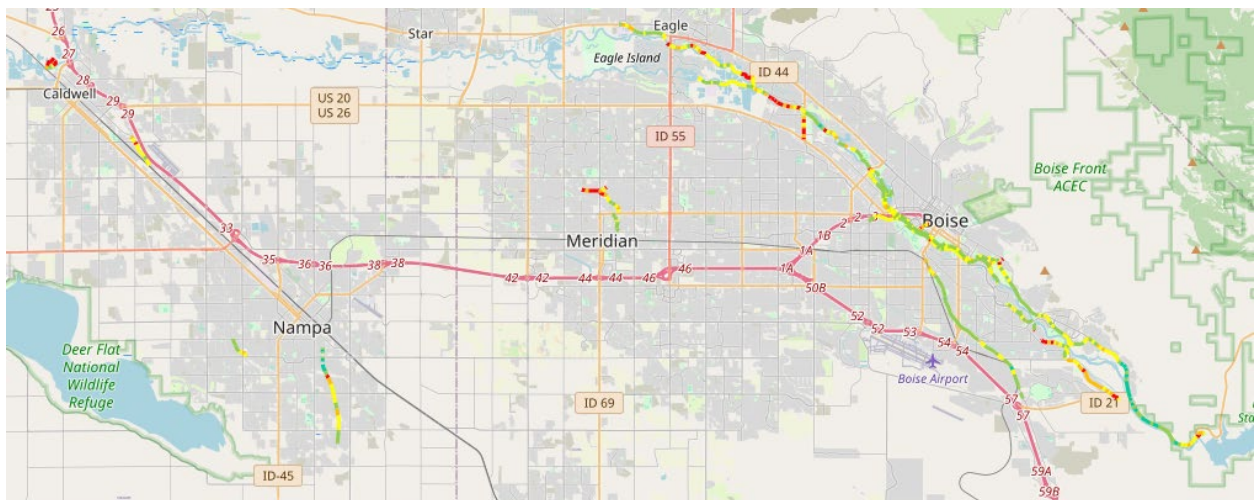 25
26
27
28
29
29
Caldwell
Star
Eagle
Eagle Island
ID 44
US 20
US 26
ID 55
Boise Front
ACEC
33
35
36
36
38
38
42
42
44
44
46
46
1A
1A
1B
2
2
3
Boise
Meridian
50B
52
52
53
54
54
Boise Airport
57
57
59A
59B
Nampa
Deer Flat
National
Wildlife
Refuge
ID-45
ID 69
ID 21
Sta